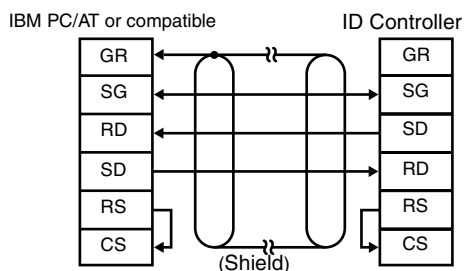 IBM PC/AT or compatible
ID Controller
GR
SG
RD
SD
RS
CS
GR
SG
SD
RD
RS
CS
(Shield)